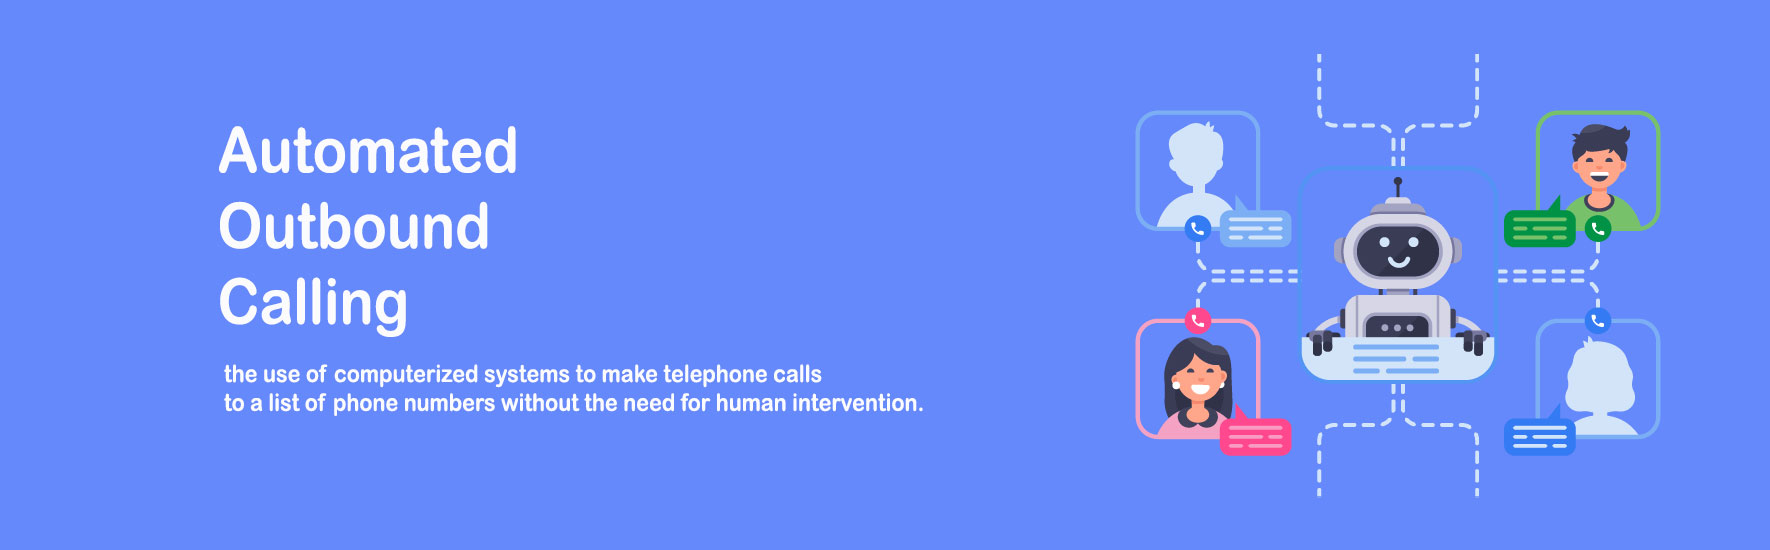 Automated
Outbound
Calling
the use of computerized systems to make telephone calls
to a list of phone numbers without the need for human intervention.